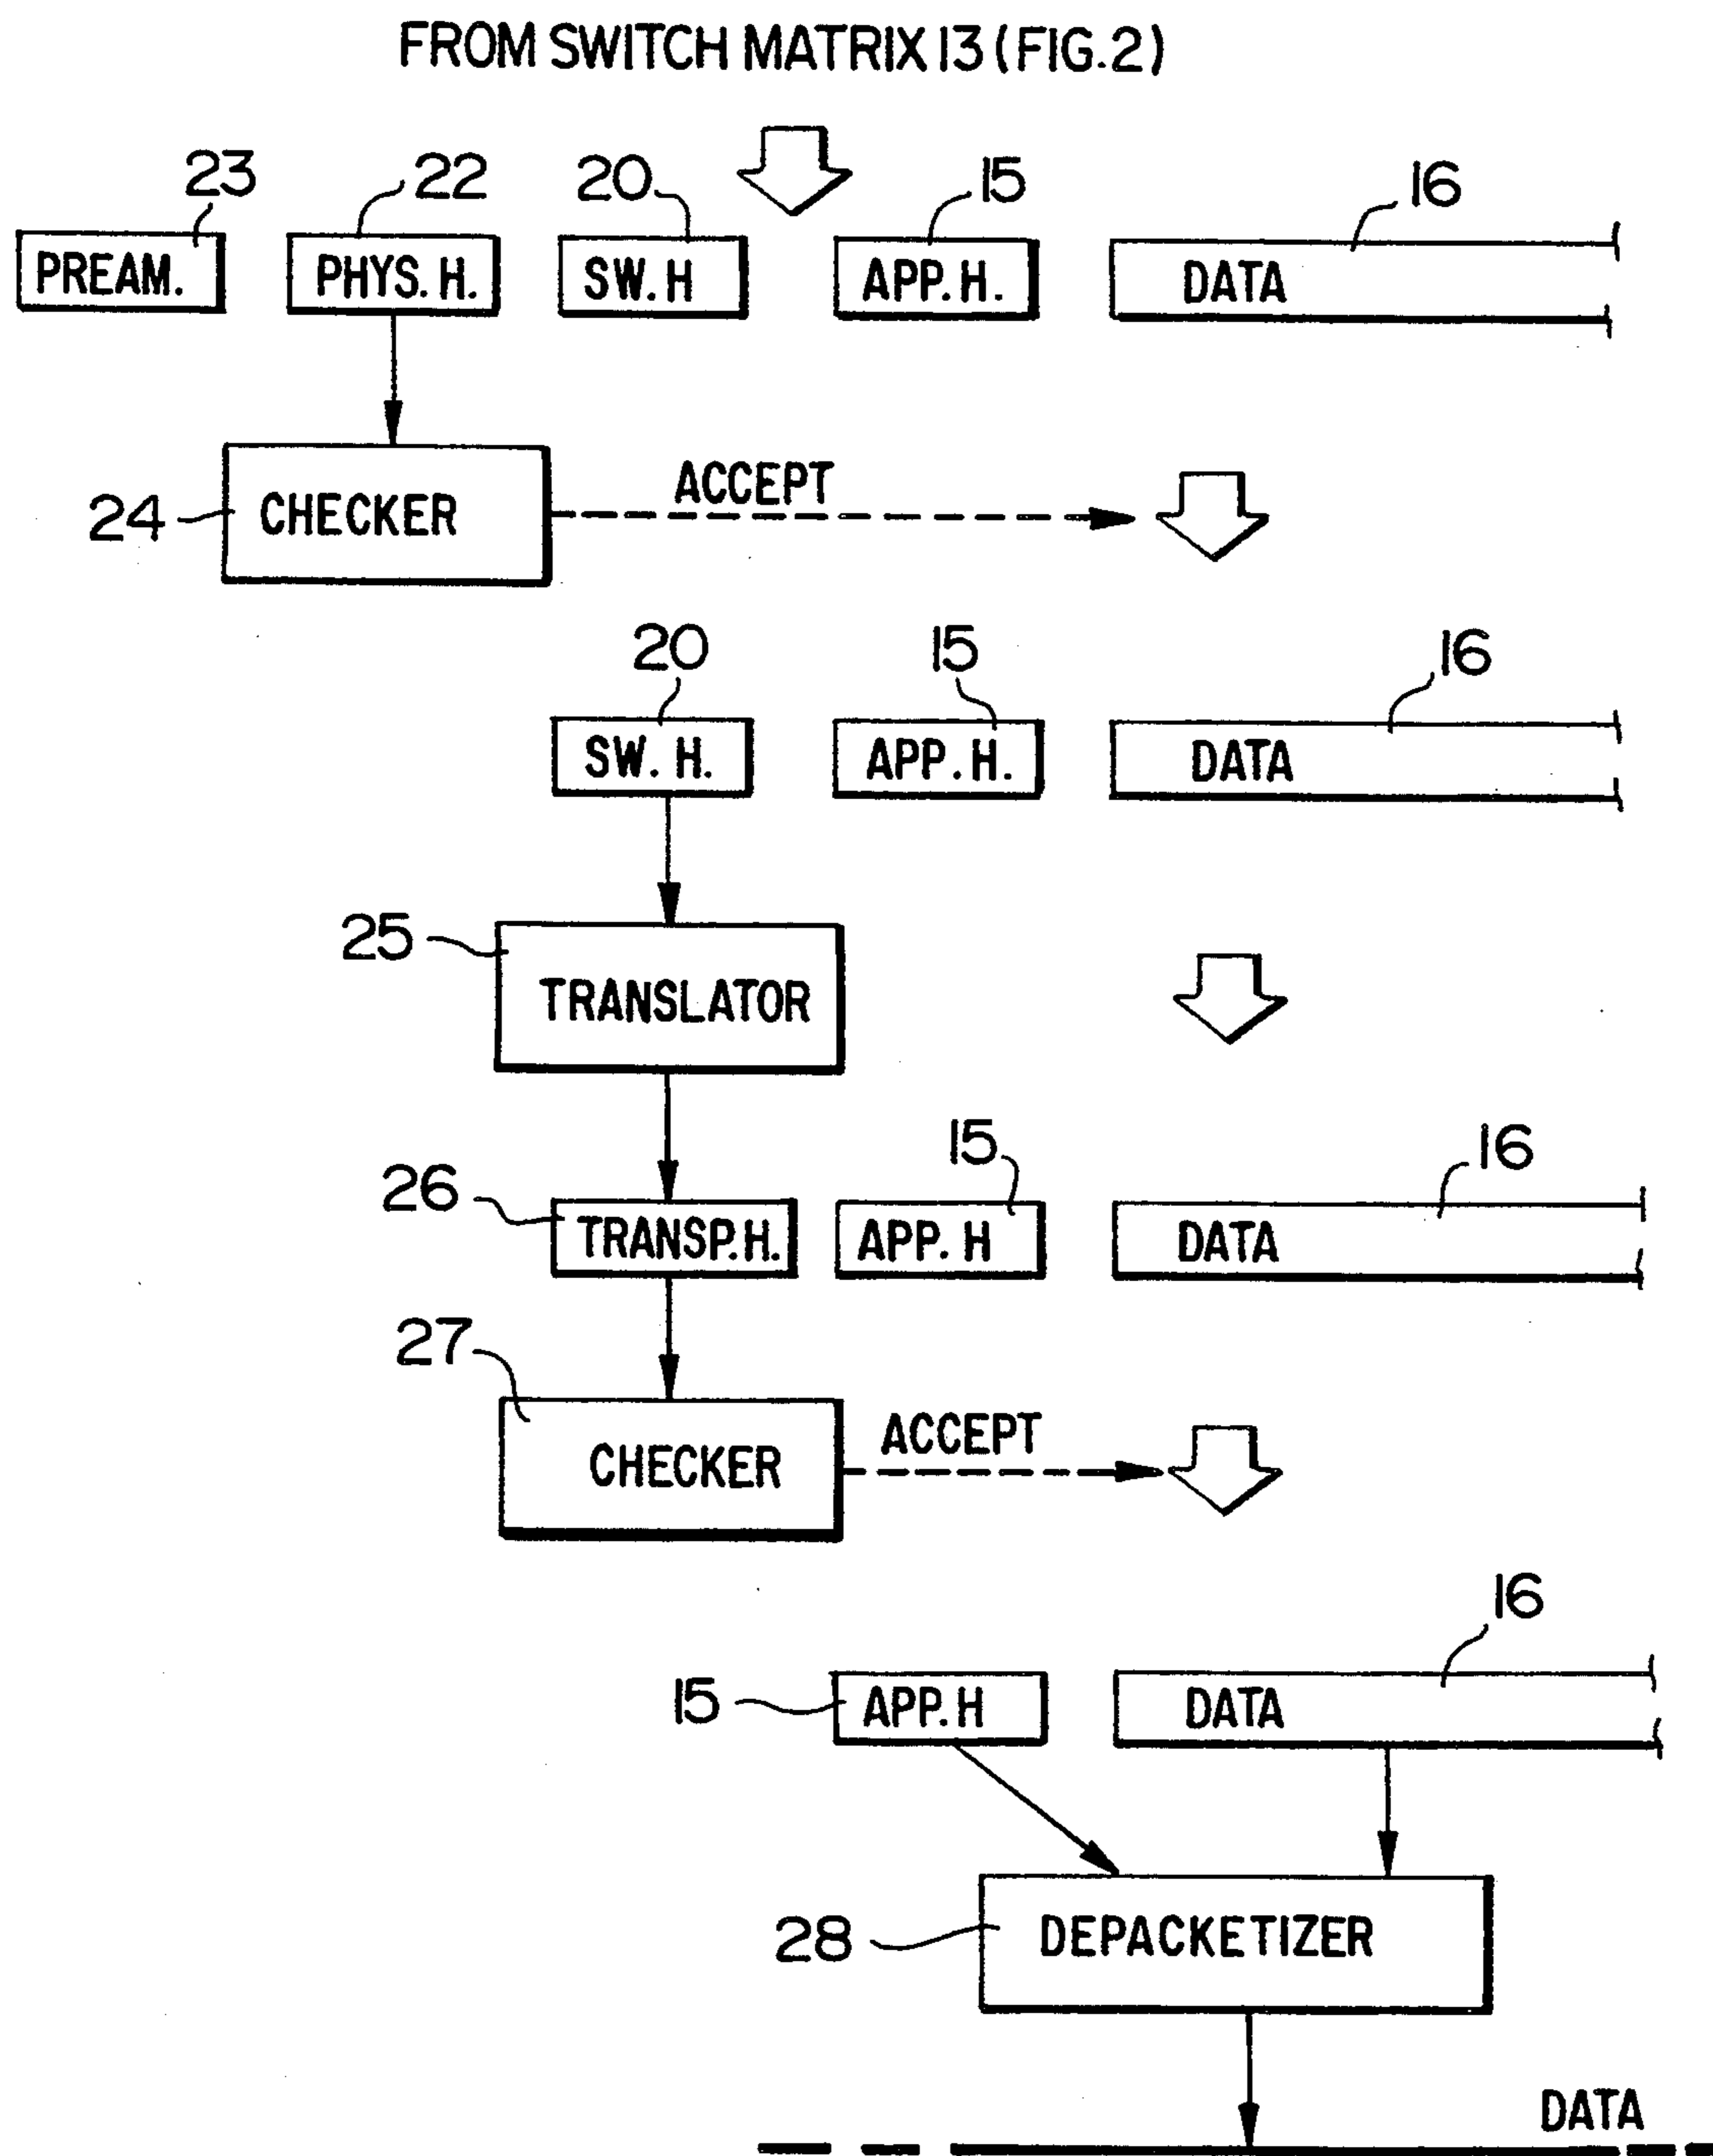 FROM SWITCH MATRIX 13 (FIG.2)
23 22 20 15 16
PREAM. PHYS. H. SW. H APP. H. DATA
ACCEPT
24 CHECKER
20 15 16
SW. H. APP. H. DATA
25
TRANSLATOR
15 16
26
TRANSP. H. APP. H DATA
27
ACCEPT
CHECKER
16
15 APP. H DATA
28 DEPACKETIZER
DATA